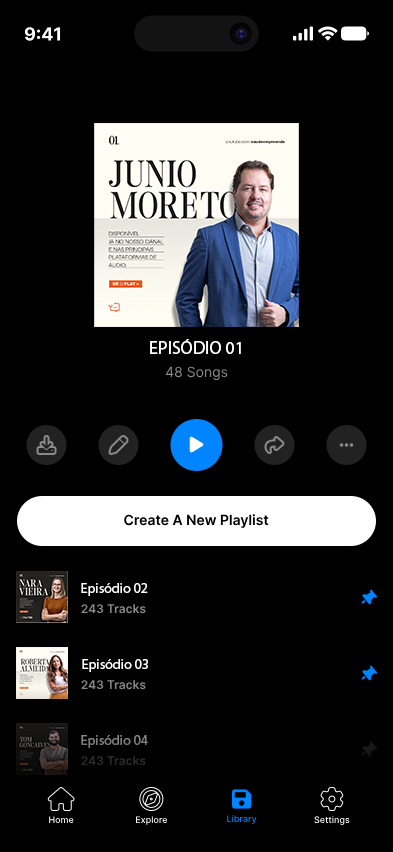 9:41
01.
youtube.com/
JUNIO
MORETO
DISPONÍVEL
JÁ NO NOSSO CANAL
E NAS PRINCIPAIS
PLATAFORMAS DE
ÁUDIO.
DÊ O PLAY
EPISÓDIO 01
48 Songs
Create A New Playlist
NARA
VIEIRA
Episódio 02
243 Tracks
ROBERTA
ALMEIDA
Episódio 03
243 Tracks
TOM
GONCALVES
Episódio 04
243 Tracks
Home
Explore
Library
Settings